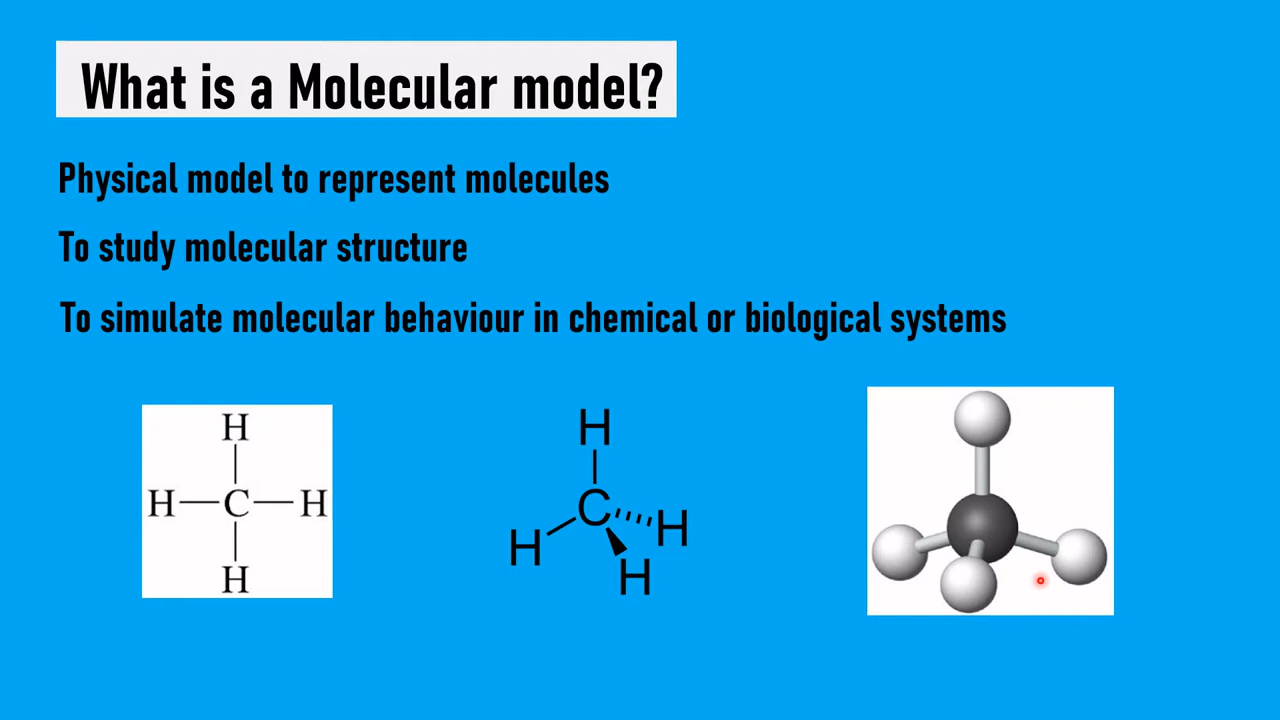 What is a Molecular model?
Physical model to represent molecules
To study molecular structure
To simulate molecular behaviour in chemical or biological systems
H
H—C—H
H
H
C
H
H
H